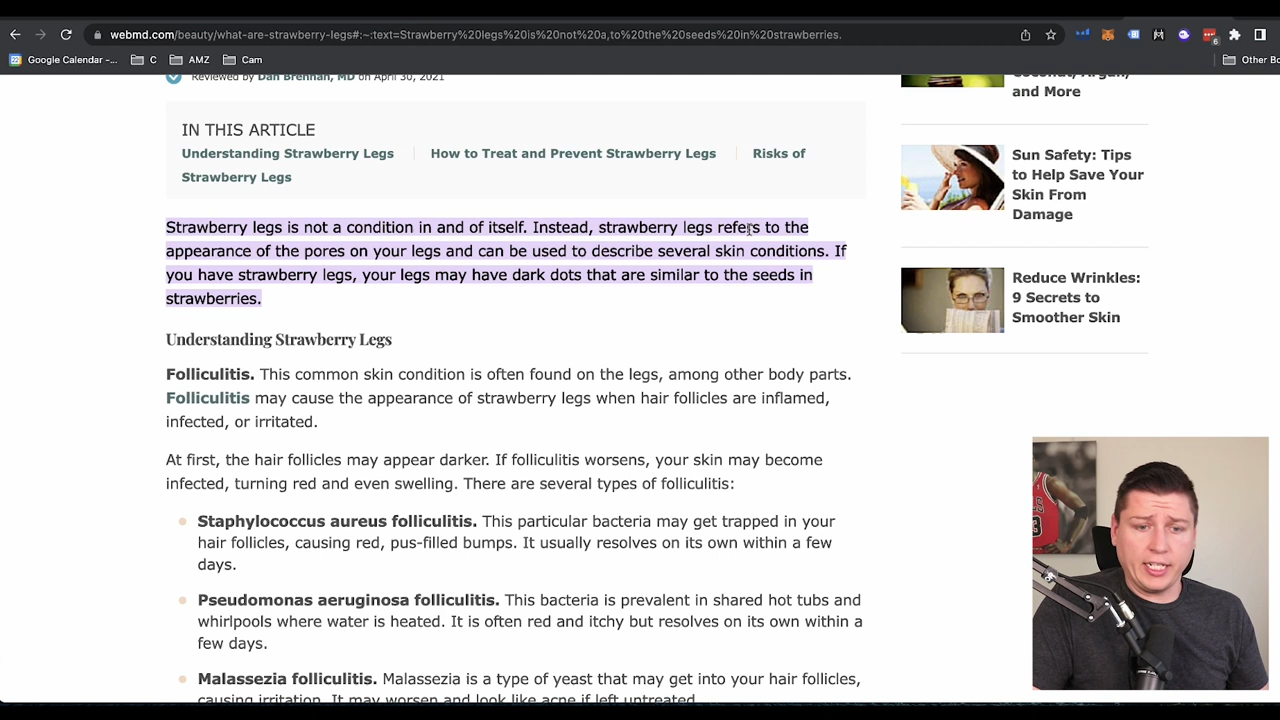 webmd.com/beauty/what-are-strawberry-legs#:~:text=Strawberry%20legs%20is%20not%20a,to%20the%20seeds%20in%20strawberries.
6
Google Calendar -...
C
AMZ
Cam
Other Bo
Reviewed by Dan Brennan, MD on April 30, 2021
and More
IN THIS ARTICLE
Understanding Strawberry Legs
How to Treat and Prevent Strawberry Legs
Risks of
Strawberry Legs
Sun Safety: Tips
to Help Save Your
Skin From
Damage
Strawberry legs is not a condition in and of itself. Instead, strawberry legs refers to the
appearance of the pores on your legs and can be used to describe several skin conditions. If
you have strawberry legs, your legs may have dark dots that are similar to the seeds in
strawberries.
Reduce Wrinkles:
9 Secrets to
Smoother Skin
Understanding Strawberry Legs
Folliculitis. This common skin condition is often found on the legs, among other body parts.
Folliculitis may cause the appearance of strawberry legs when hair follicles are inflamed,
infected, or irritated.
At first, the hair follicles may appear darker. If folliculitis worsens, your skin may become
infected, turning red and even swelling. There are several types of folliculitis:
Staphylococcus aureus folliculitis. This particular bacteria may get trapped in your
hair follicles, causing red, pus-filled bumps. It usually resolves on its own within a few
days.
Pseudomonas aeruginosa folliculitis. This bacteria is prevalent in shared hot tubs and
whirlpools where water is heated. It is often red and itchy but resolves on its own within a
few days.
Malassezia folliculitis. Malassezia is a type of yeast that may get into your hair follicles,
causing irritation. It may worsen and look like acne if left untreated.